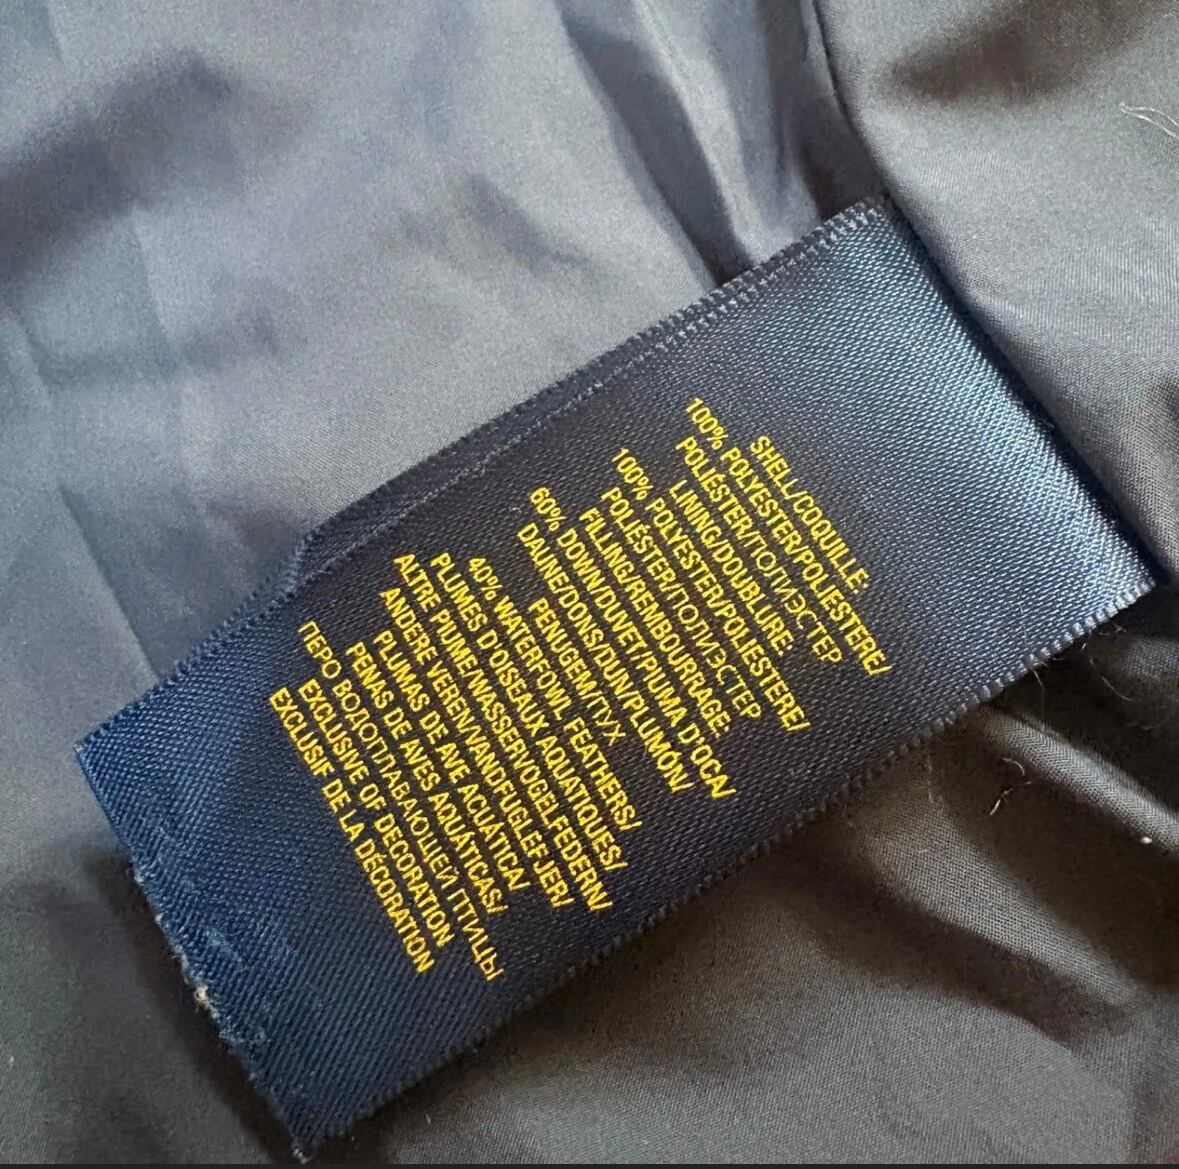 SHELL/COQUILLE:
100% POLYESTER/POLIESTERE/
POLIÉSTER/ПОЛИЭСТЕР
LINING/DOUBLURE:
100% POLYESTER/POLIESTERE/
POLIÉSTER/ПОЛИЭСТЕР
FILLING/REMBOURRAGE:
60% DOWN/DUVET/PIUMA D'OCA/
DAUNE/DONS/DUN/PLUMÓN/
PENUGEM/ПУХ
40% WATERFOWL FEATHERS/
PLUMES D'OISEAUX AQUATIQUES/
ALTRE PIUME/WASSERVOGELFEDERN/
ANDERE VEREN/VANDFUGLEFJER/
PLUMAS DE AVE ACUÁTICA/
PENAS DE AVES AQUÁTICAS/
ПЕРО ВОДОПЛАВАЮЩЕЙ ПТИЦЫ
EXCLUSIVE OF DECORATION
EXCLUSIF DE LA DÉCORATION